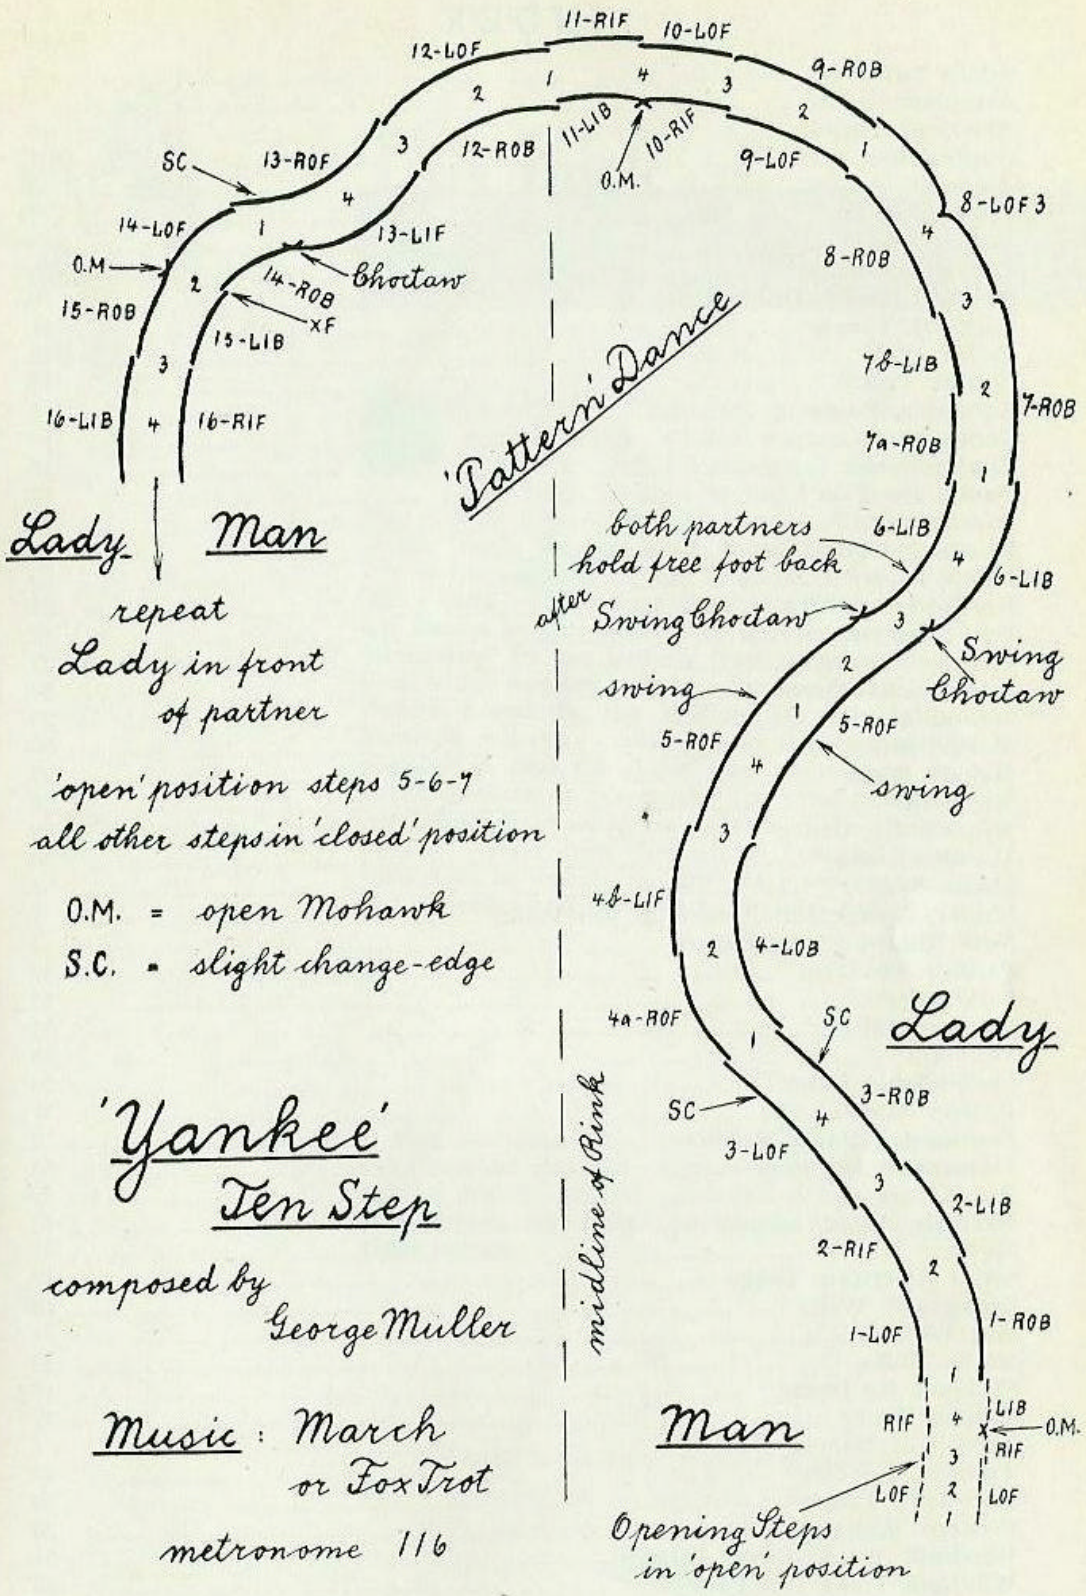 11-RIF
10-LOF
12-LOF
9-ROB
1
4
3
2
2
11-LIB
10-RIF
O.M.
12-ROB
9-LOF
1
3
13-ROF
SC
4
8-LOF 3
14-LOF
1
13-LIF
4
O.M
2
14-ROB
Choctaw
8-ROB
15-ROB
XF
3
15-LIB
3
7b-LIB
2
16-LIB
4
16-RIF
7-ROB
7a-ROB
1
'Pattern' Dance
Lady
Man
both partners
hold free foot back
6-LIB
4
6-LIB
after Swing Choctaw
3
repeat
Lady in front
of partner
Swing
Choctaw
2
swing
1
5-ROF
5-ROF
4
swing
'open' position steps 5-6-7
all other steps in 'closed' position
3
O.M. = open Mohawk
S.C. = slight change-edge
4b-LIF
2
4-LOB
4a-ROF
1
SC
Lady
3-ROB
SC
4
3-LOF
3
2-LIB
2-RIF
2
1-LOF
1-ROB
1
midline of Rink
'Yankee'
Ten Step
composed by
George Muller
Music: March
or Fox Trot
metronome 116
Man
RIF
4
LIB
O.M.
3
RIF
LOF
2
LOF
1
Opening Steps
in 'open' position